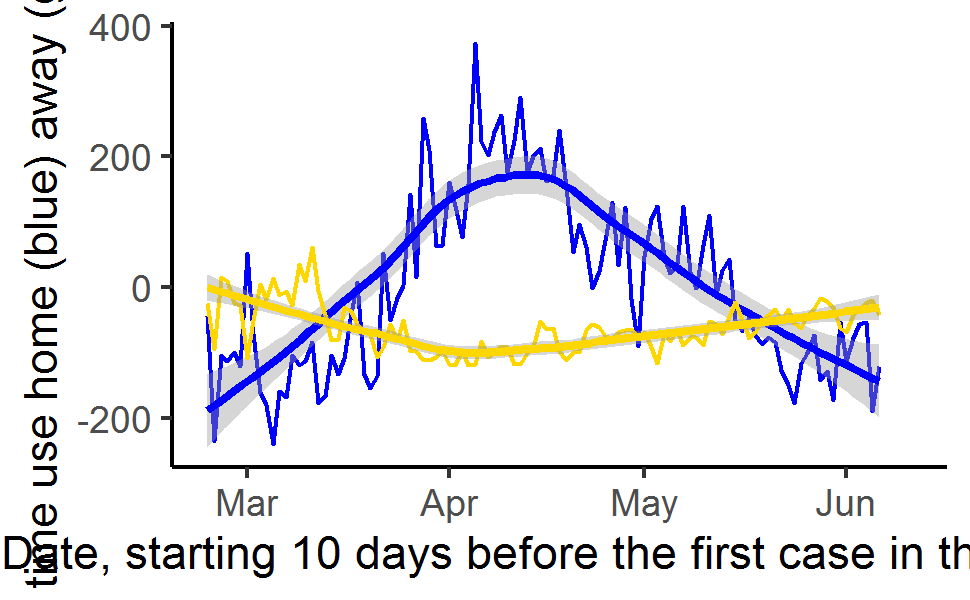 400
200
0
-200
time use home (blue) away (
Mar Apr May Jun
Date, starting 10 days before the first case in th